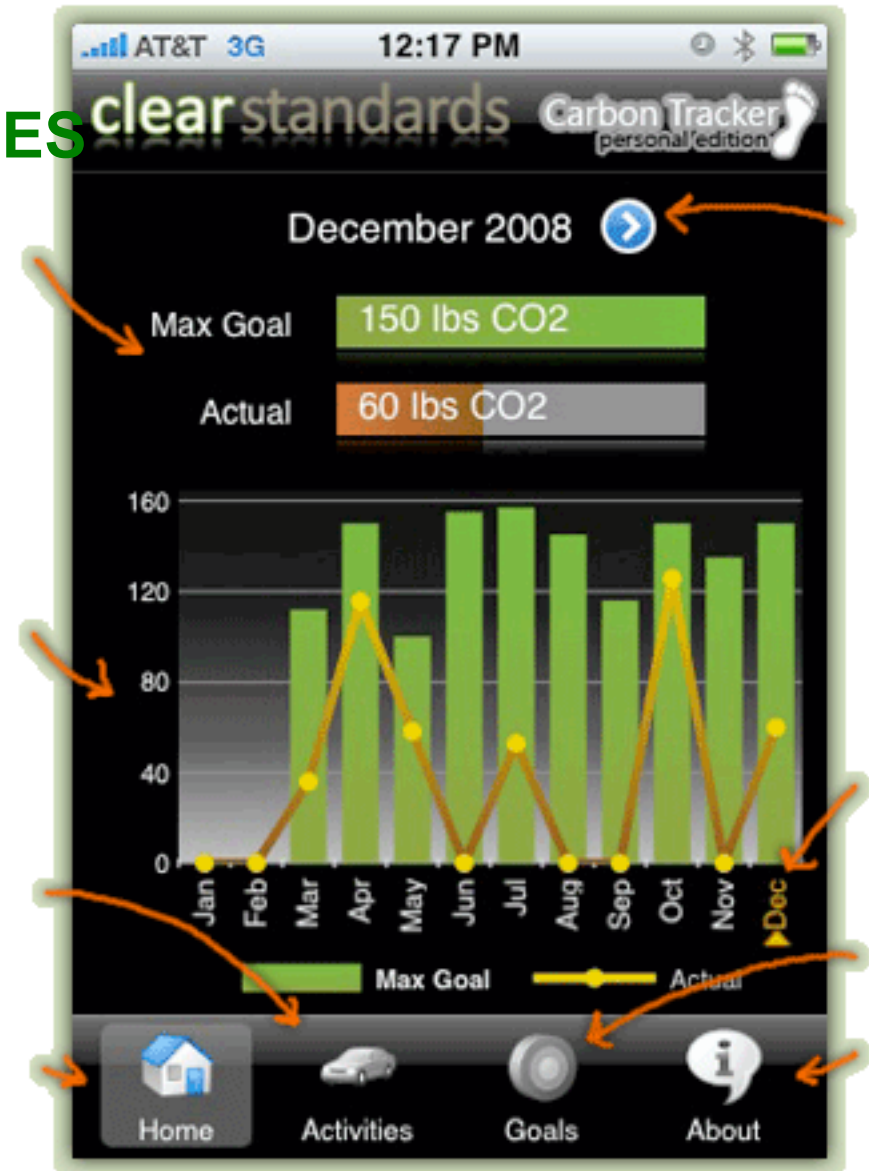 AT&T 3G 12:17 PM
ES
clearstandards
Carbon Tracker
personal edition
December 2008
Max Goal 150 lbs CO2
Actual 60 lbs CO2
160
120
80
40
0
Jan Feb Mar Apr May Jun Jul Aug Sep Oct Nov Dec
Max Goal Actual
Home Activities Goals About